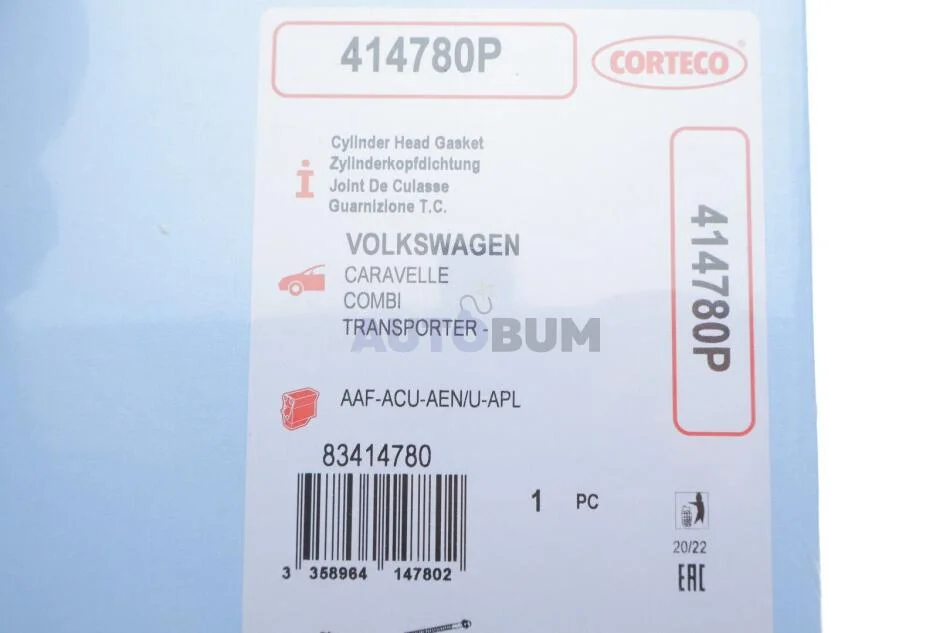 414780P
CORTECO
Cylinder Head Gasket
Zylinderkopfdichtung
Joint De Culasse
Guarnizione T.C.
414780P
VOLKSWAGEN
CARAVELLE
COMBI
TRANSPORTER -
AUTOBUM
AAF-ACU-AEN/U-APL
83414780
1 PC
3 358964 147802
20/22
EAC